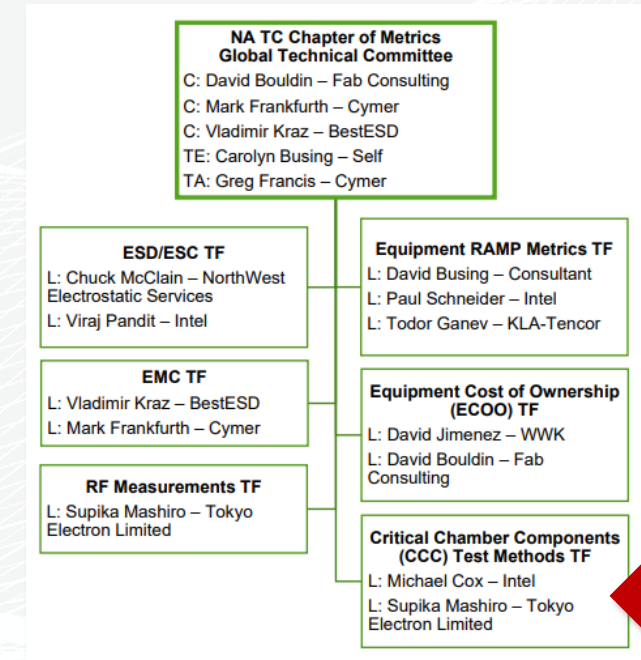 NA TC Chapter of Metrics
Global Technical Committee
C: David Bouldin – Fab Consulting
C: Mark Frankfurth – Cymer
C: Vladimir Kraz – BestESD
TE: Carolyn Busing – Self
TA: Greg Francis – Cymer
ESD/ESC TF
L: Chuck McClain – NorthWest
Electrostatic Services
L: Viraj Pandit – Intel
EMC TF
L: Vladimir Kraz – BestESD
L: Mark Frankfurth – Cymer
RF Measurements TF
L: Supika Mashiro – Tokyo
Electron Limited
Equipment RAMP Metrics TF
L: David Busing – Consultant
L: Paul Schneider – Intel
L: Todor Ganev – KLA-Tencor
Equipment Cost of Ownership
(ECOO) TF
L: David Jimenez – WWK
L: David Bouldin – Fab
Consulting
Critical Chamber Components
(CCC) Test Methods TF
L: Michael Cox – Intel
L: Supika Mashiro – Tokyo
Electron Limited